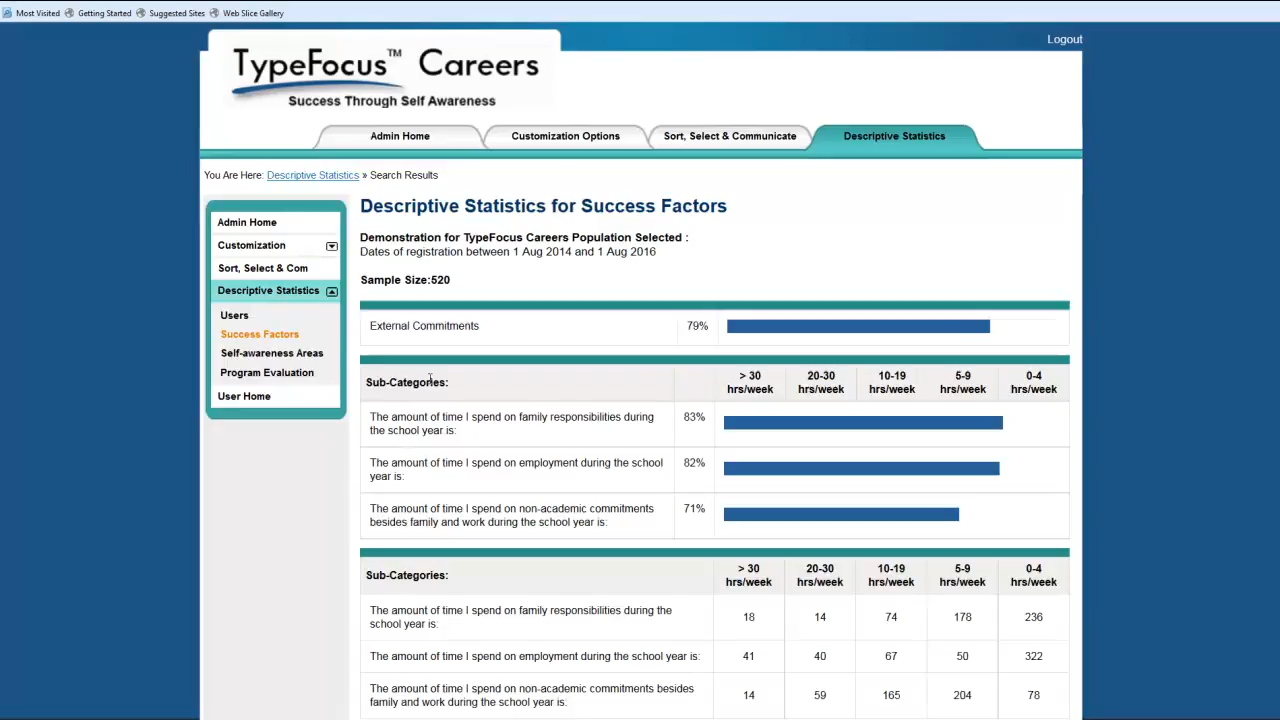 Most Visited Getting Started Suggested Sites Web Slice Gallery
Logout
TypeFocus™ Careers
Success Through Self Awareness
Admin Home Customization Options Sort, Select & Communicate Descriptive Statistics
You Are Here: Descriptive Statistics » Search Results
Admin Home
Customization
Sort, Select & Com
Descriptive Statistics
Users
Success Factors
Self-awareness Areas
Program Evaluation
User Home
Descriptive Statistics for Success Factors
Demonstration for TypeFocus Careers Population Selected :
Dates of registration between 1 Aug 2014 and 1 Aug 2016
Sample Size:520
External Commitments 79%
Sub-Categories: > 30 hrs/week 20-30 hrs/week 10-19 hrs/week 5-9 hrs/week 0-4 hrs/week
The amount of time I spend on family responsibilities during 83%
the school year is:
The amount of time I spend on employment during the school 82%
year is:
The amount of time I spend on non-academic commitments 71%
besides family and work during the school year is:
Sub-Categories: > 30 hrs/week 20-30 hrs/week 10-19 hrs/week 5-9 hrs/week 0-4 hrs/week
The amount of time I spend on family responsibilities during the
school year is: 18 14 74 178 236
The amount of time I spend on employment during the school year is: 41 40 67 50 322
The amount of time I spend on non-academic commitments besides
family and work during the school year is: 14 59 165 204 78